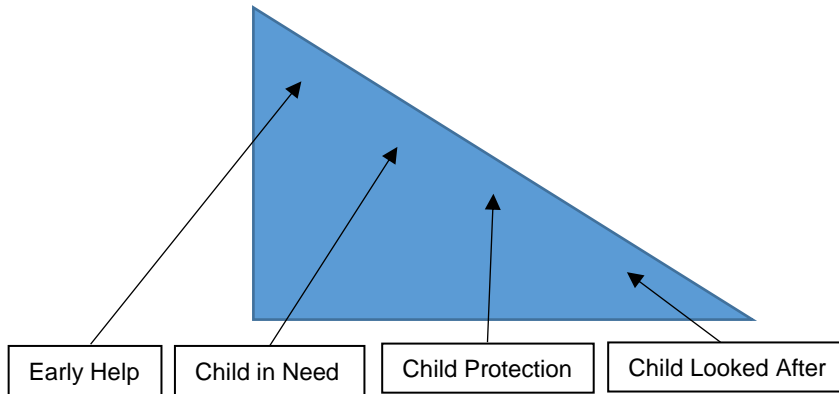 Early Help
Child in Need
Child Protection
Child Looked After